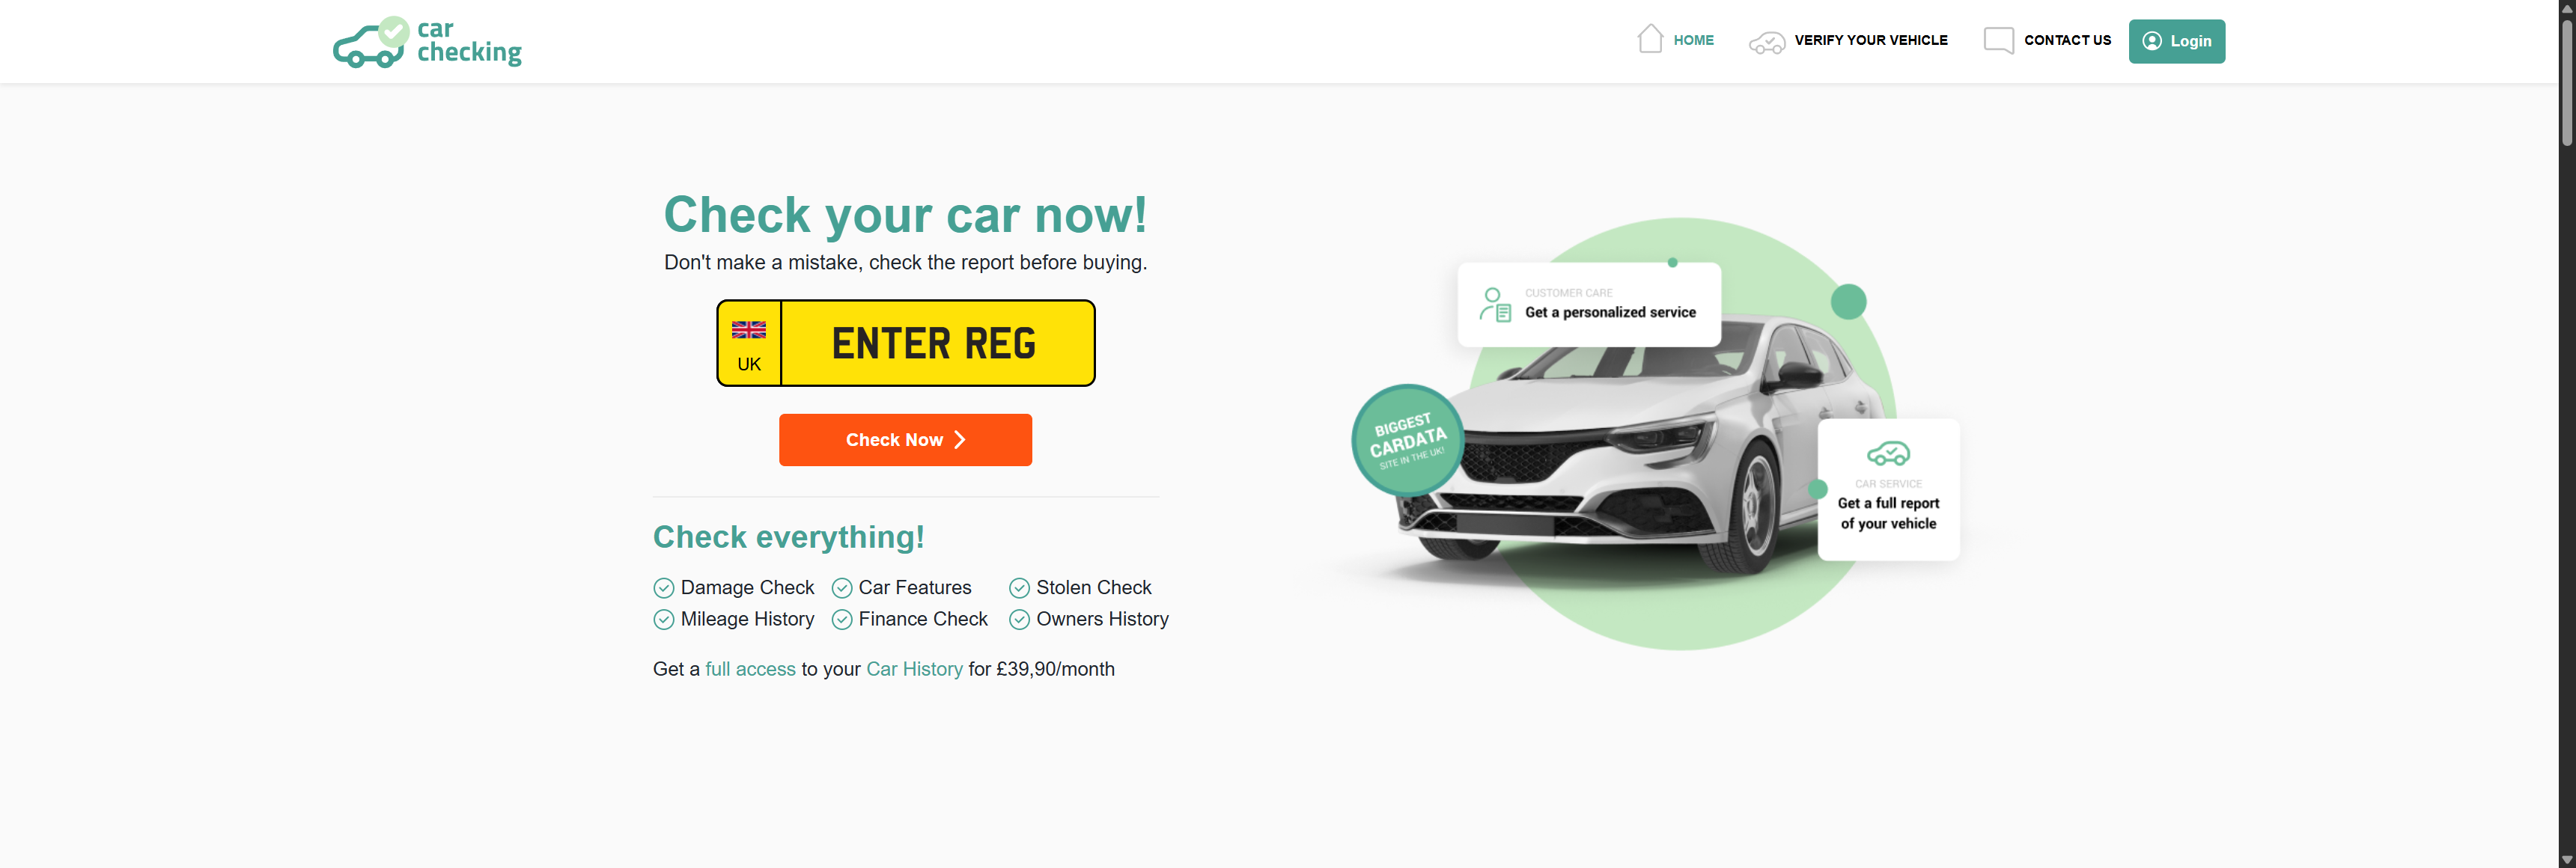 car
checking
HOME
VERIFY YOUR VEHICLE
CONTACT US
Login
Check your car now!
Don't make a mistake, check the report before buying.
UK
ENTER REG
Check Now
Check everything!
Damage Check
Car Features
Stolen Check
Mileage History
Finance Check
Owners History
Get a full access to your Car History for £39,90/month
CUSTOMER CARE
Get a personalized service
BIGGEST
CARDATA
SITE IN THE UK!
CAR SERVICE
Get a full report
of your vehicle